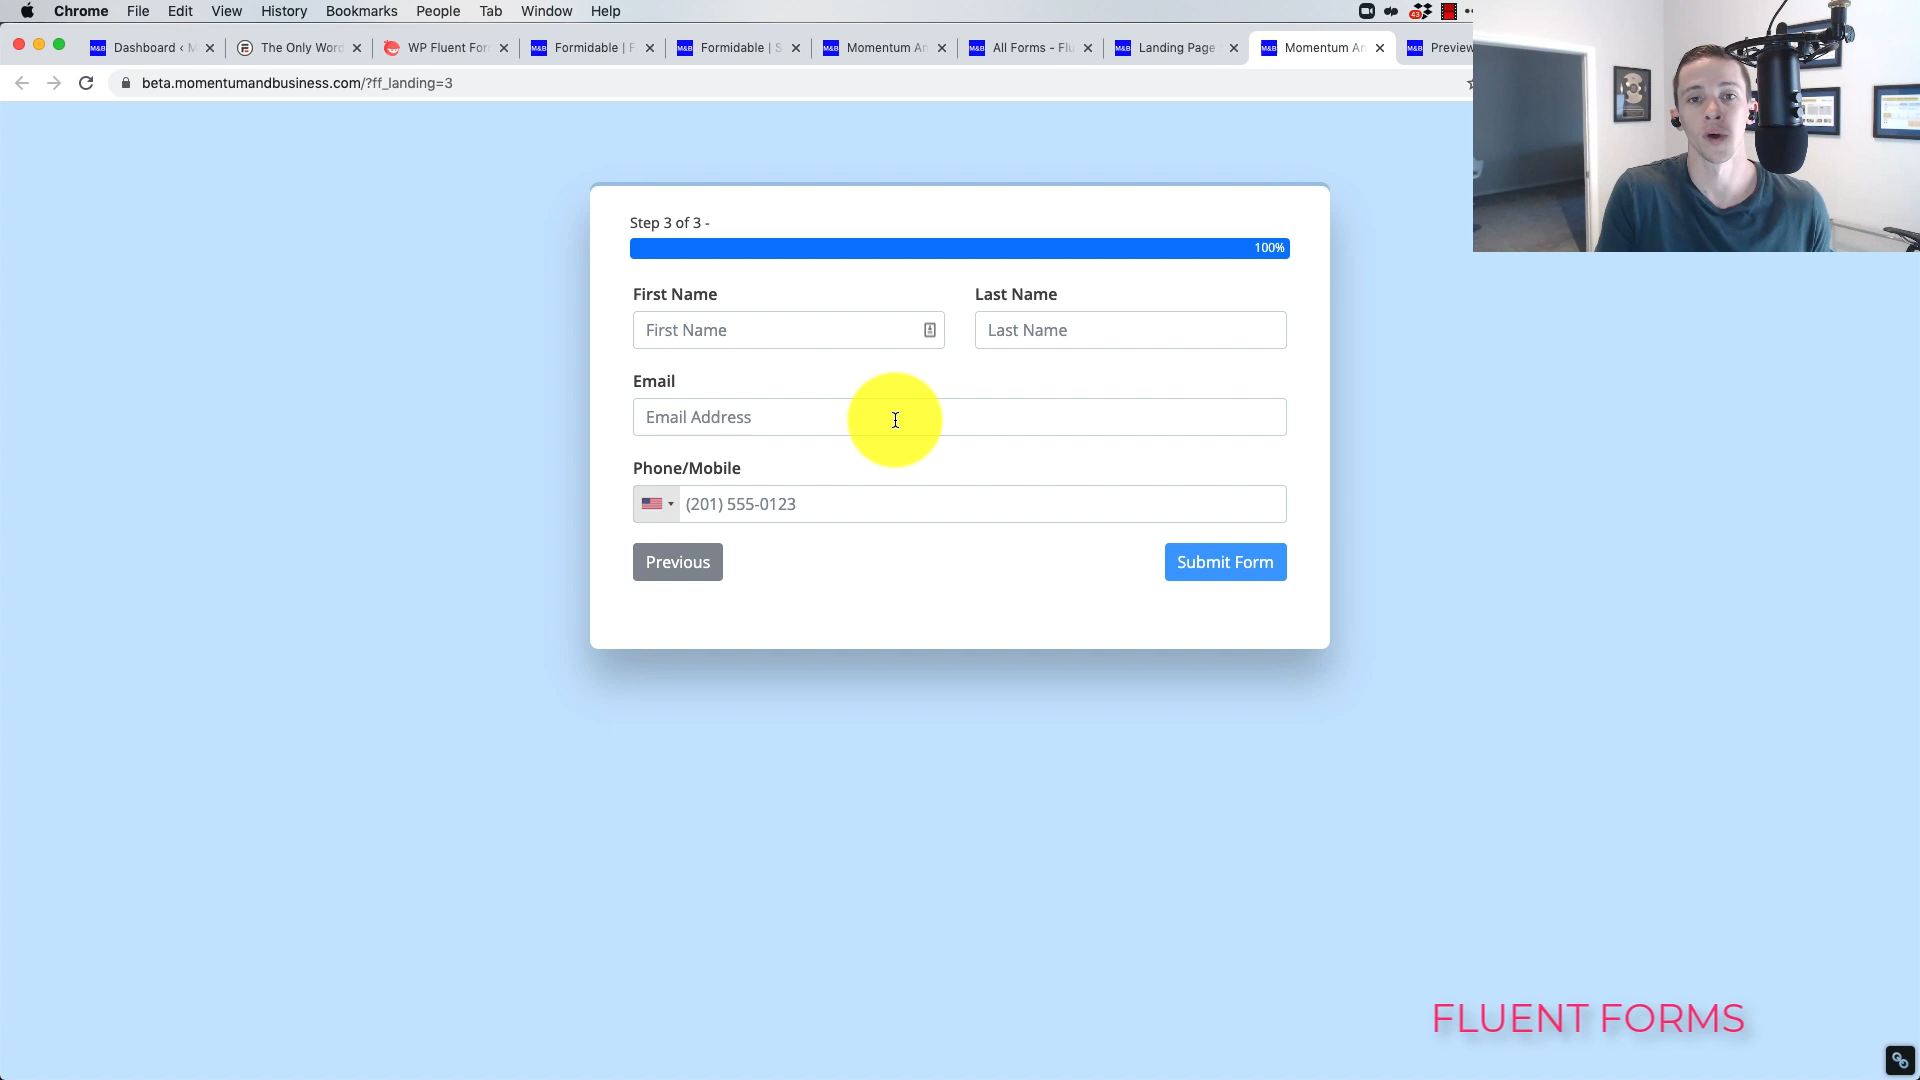 Chrome File Edit View History Bookmarks People Tab Window Help
43
M&B Dashboard ‹ M
The Only Word
WP Fluent For
M&B Formidable | F
M&B Formidable | S
M&B Momentum An
M&B All Forms - Flu
M&B Landing Page
M&B Momentum An
M&B Preview
beta.momentumandbusiness.com/?ff_landing=3
Step 3 of 3 -
100%
First Name Last Name
First Name Last Name
Email
Email Address
Phone/Mobile
(201) 555-0123
Previous Submit Form
FLUENT FORMS